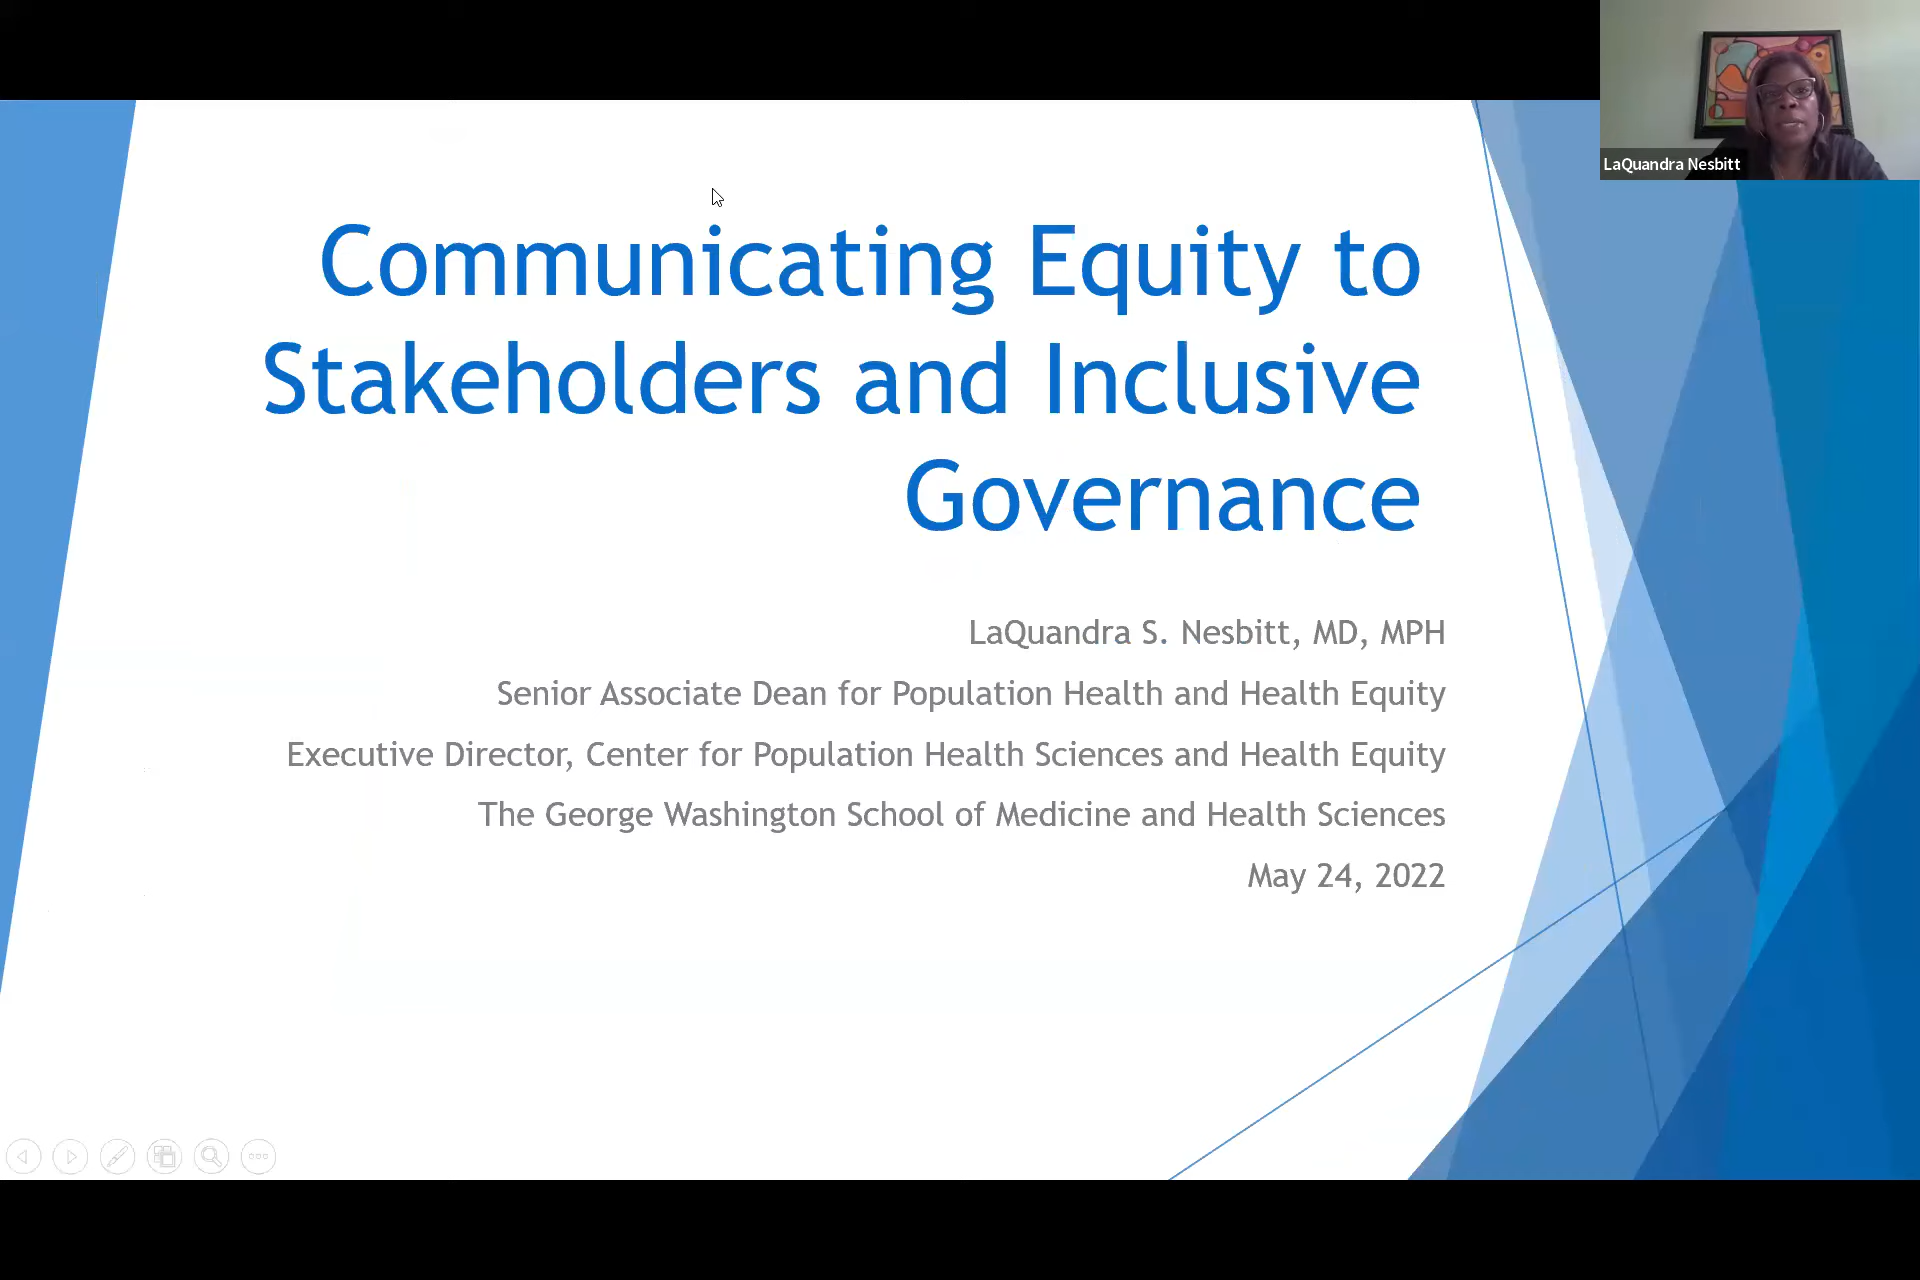 LaQuandra Nesbitt
Communicating Equity to
Stakeholders and Inclusive
Governance
LaQuandra S. Nesbitt, MD, MPH
Senior Associate Dean for Population Health and Health Equity
Executive Director, Center for Population Health Sciences and Health Equity
The George Washington School of Medicine and Health Sciences
May 24, 2022